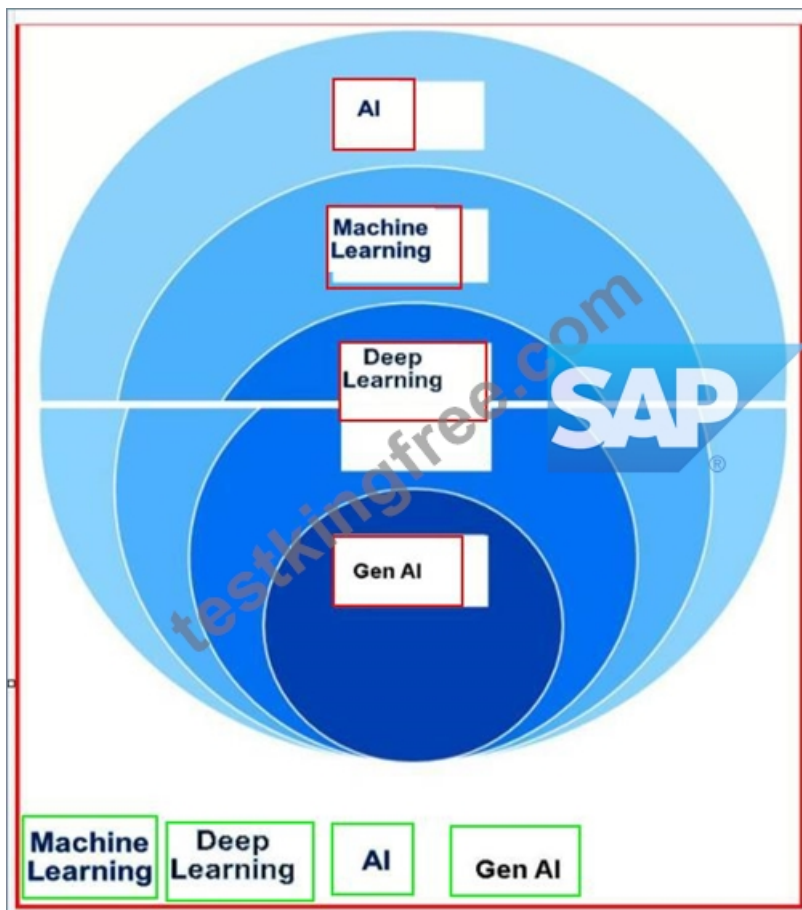 AI
Machine
Learning
Deep
Learning
SAP
®
testkingfree.com
Gen AI
Machine
Learning
Deep
Learning
AI
Gen AI